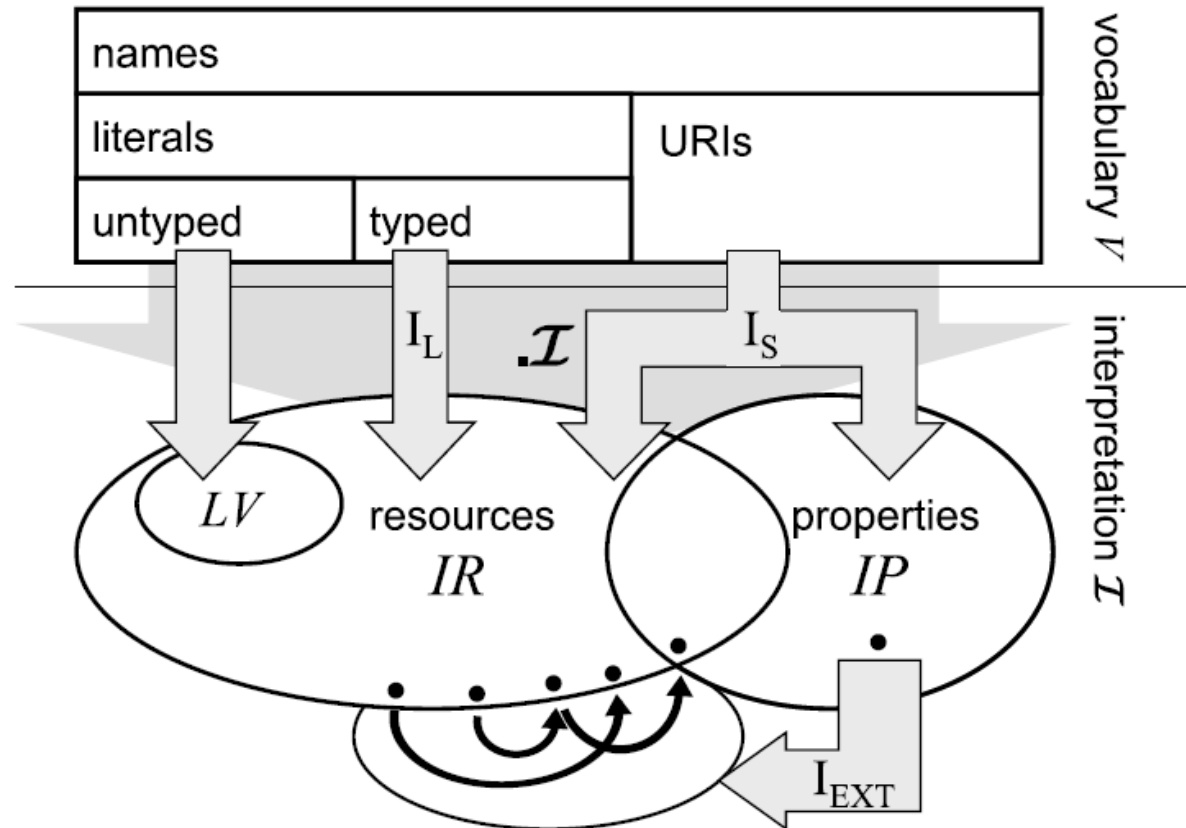 names
literals
URIs
untyped
typed
vocabulary V
I_L
.𝓘
I_S
interpretation 𝓘
LV
resources
IR
properties
IP
I_EXT